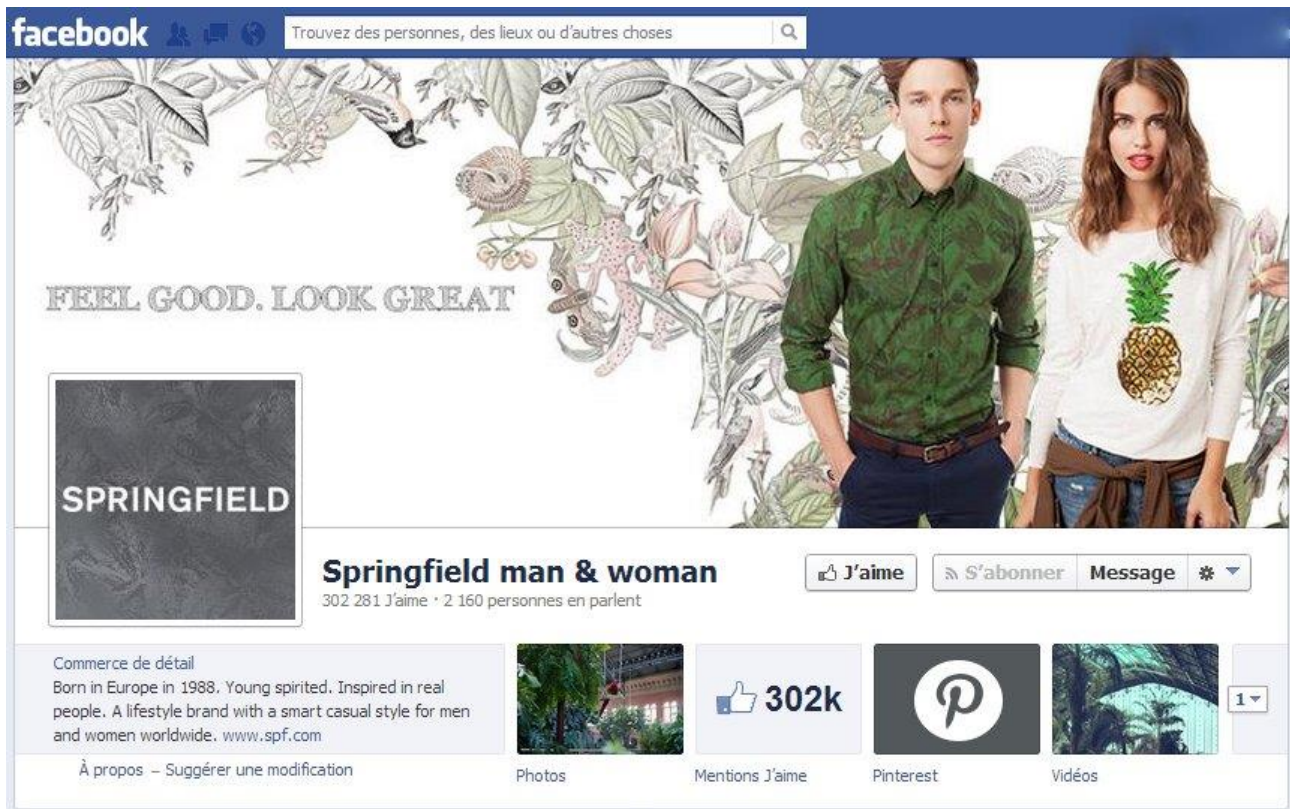 facebook
Trouvez des personnes, des lieux ou d'autres choses
FEEL GOOD. LOOK GREAT
SPRINGFIELD
Springfield man & woman
J'aime
S'abonner
Message
302 281 J'aime · 2 160 personnes en parlent
Commerce de détail
Born in Europe in 1988. Young spirited. Inspired in real
people. A lifestyle brand with a smart casual style for men
and women worldwide. www.spf.com
À propos – Suggérer une modification
302k
1
Photos
Mentions J'aime
Pinterest
Vidéos